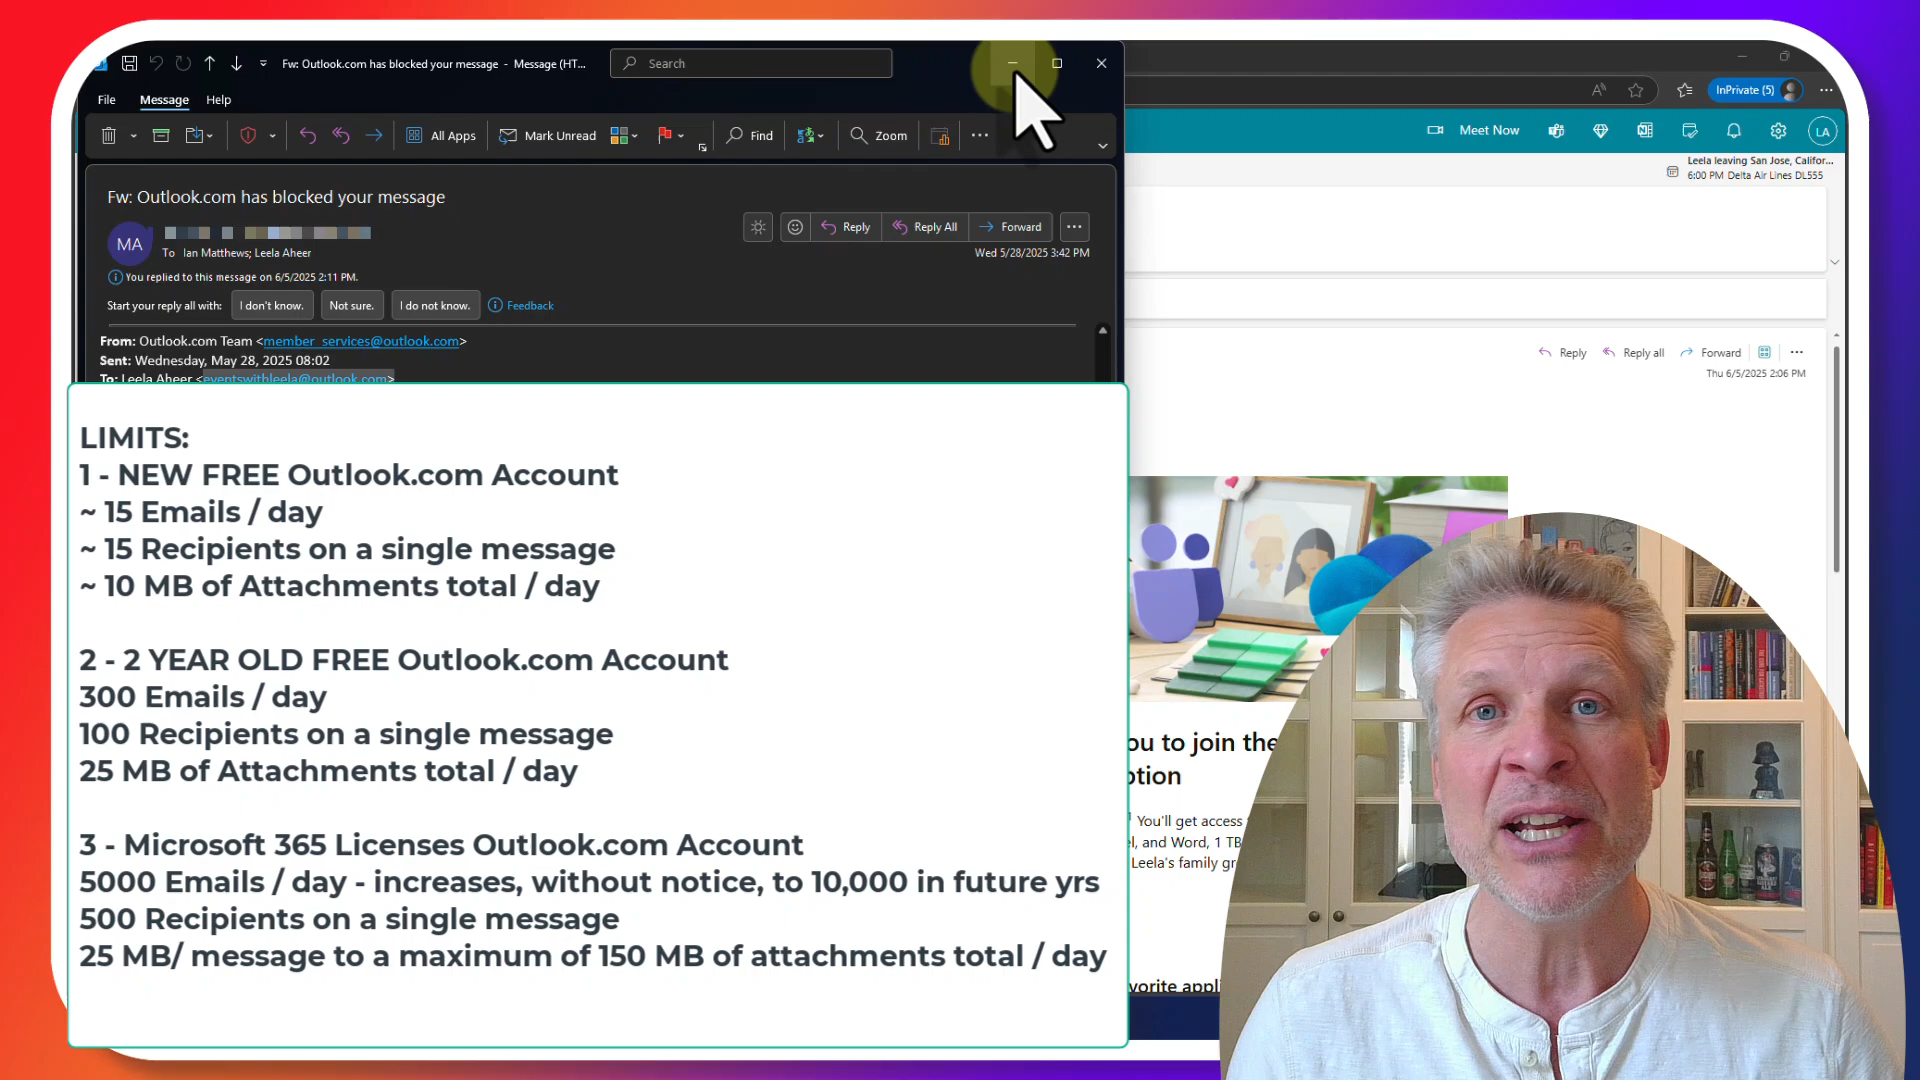 Fw: Outlook.com has blocked your message - Message (HT...
Search
File
Message
Help
All Apps
Mark Unread
Find
Zoom
Fw: Outlook.com has blocked your message
MA
To Ian Matthews; Leela Aheer
You replied to this message on 6/5/2025 2:11 PM.
Reply
Reply All
Forward
Wed 5/28/2025 3:42 PM
Start your reply all with:
I don't know.
Not sure.
I do not know.
Feedback
From: Outlook.com Team <member_services@outlook.com>
Sent: Wednesday, May 28, 2025 08:02
To: Leela Aheer <eventswithleela@outlook.com>
LIMITS:
1 - NEW FREE Outlook.com Account
~ 15 Emails / day
~ 15 Recipients on a single message
~ 10 MB of Attachments total / day
2 - 2 YEAR OLD FREE Outlook.com Account
300 Emails / day
100 Recipients on a single message
25 MB of Attachments total / day
3 - Microsoft 365 Licenses Outlook.com Account
5000 Emails / day - increases, without notice, to 10,000 in future yrs
500 Recipients on a single message
25 MB/ message to a maximum of 150 MB of attachments total / day
InPrivate (5)
Meet Now
LA
Leela leaving San Jose, Califor...
6:00 PM Delta Air Lines DL555
Reply
Reply all
Forward
Thu 6/5/2025 2:06 PM
ou to join the
ption
You'll get access
el, and Word, 1 TB
Leela's family gr
vorite appli